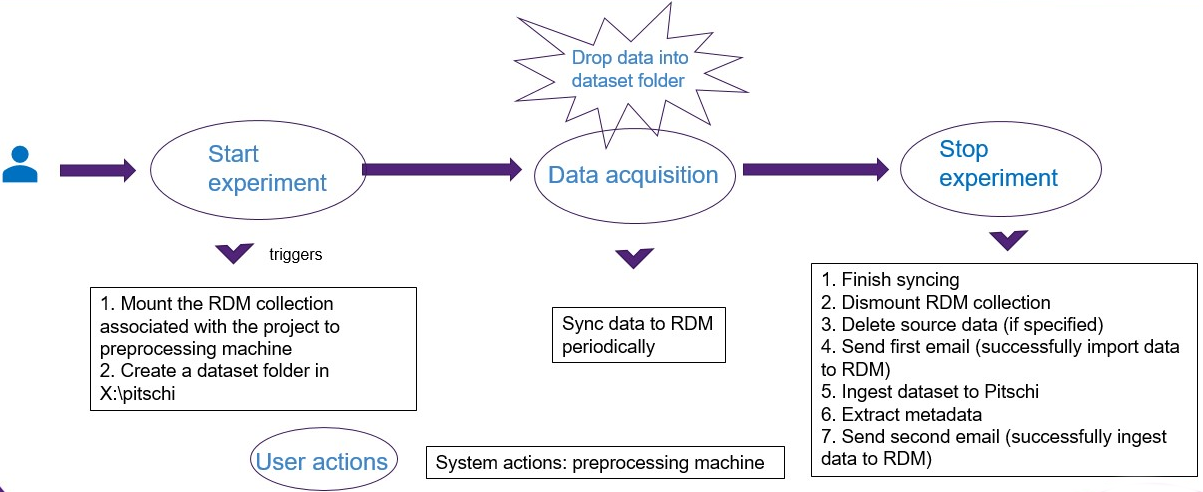 Drop data into
dataset folder
Start
experiment
Data acquisition
Stop
experiment
triggers
1. Mount the RDM collection
associated with the project to
preprocessing machine
2. Create a dataset folder in
X:\pitschi
Sync data to RDM
periodically
1. Finish syncing
2. Dismount RDM collection
3. Delete source data (if specified)
4. Send first email (successfully import data
to RDM)
5. Ingest dataset to Pitschi
6. Extract metadata
7. Send second email (successfully ingest
data to RDM)
User actions
System actions: preprocessing machine